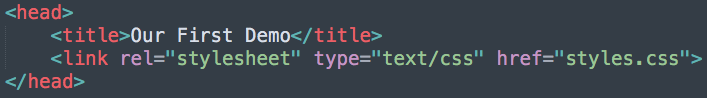 <head>
<title>Our First Demo</title>
<link rel="stylesheet" type="text/css" href="styles.css">
</head>